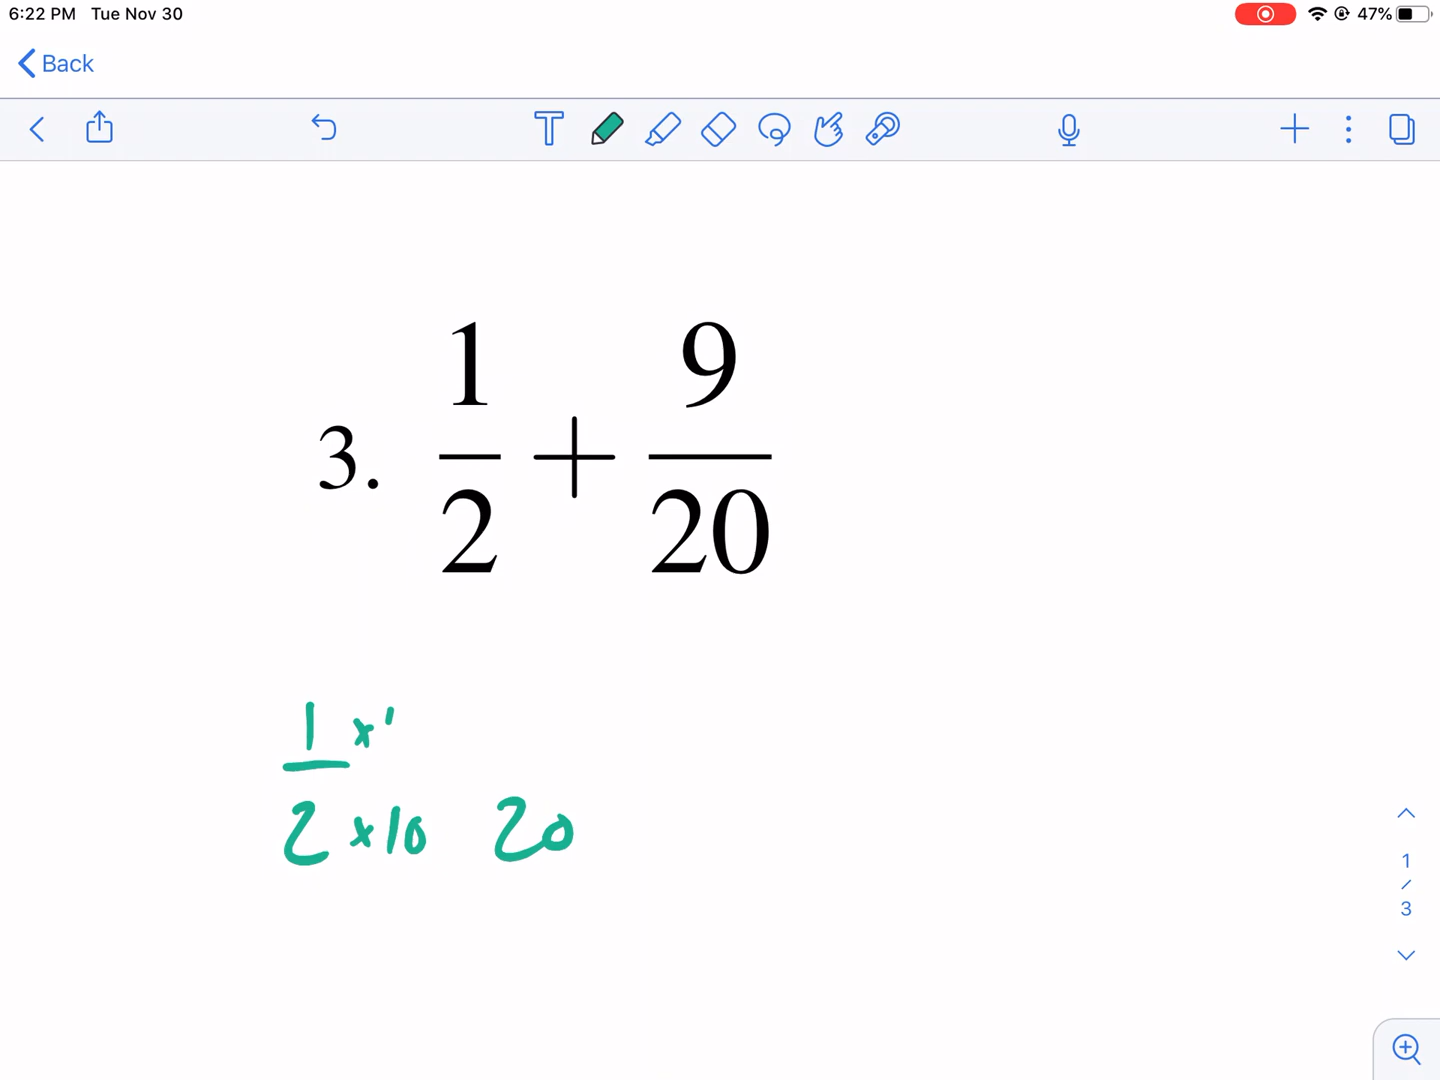 6:22 PM Tue Nov 30
47%
Back
T
1 9
3. — + —
2 20
1 x
2 x10 20
1
/
3